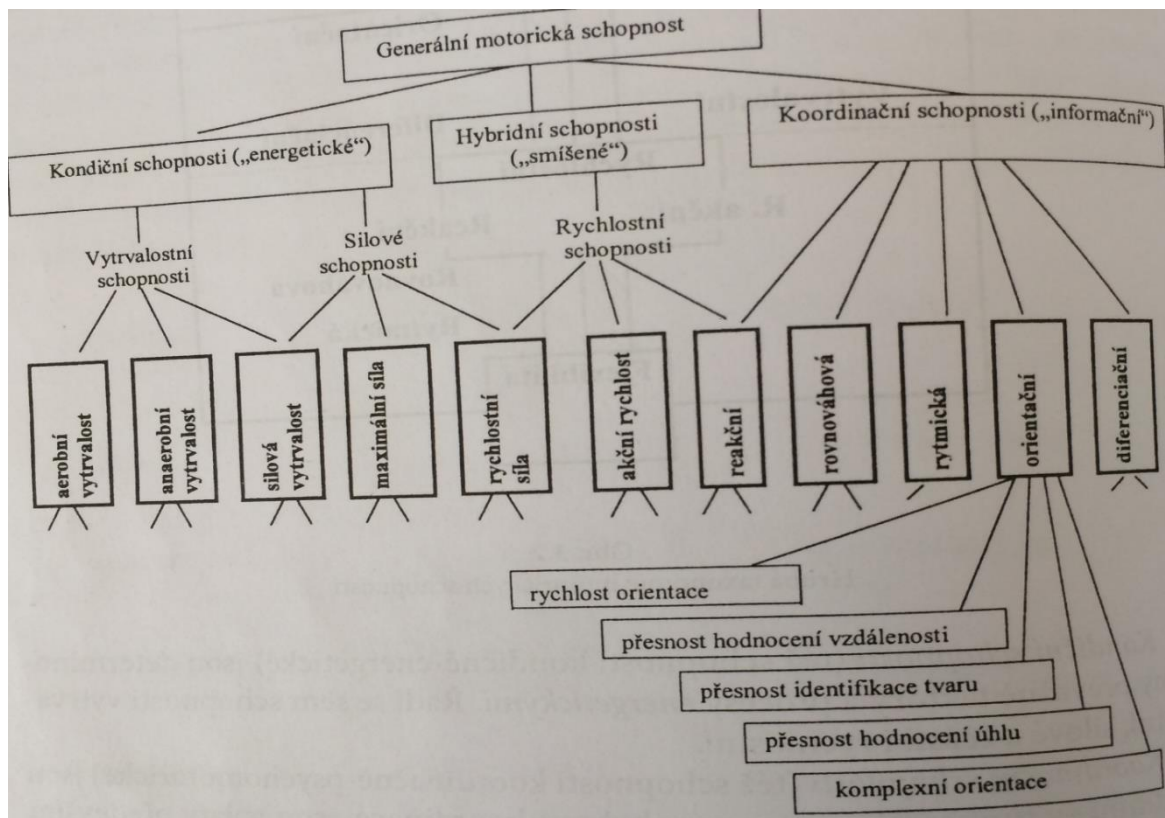 Generální motorická schopnost
Kondiční schopnosti („energetické“)
Hybridní schopnosti
(„smíšené“)
Koordinační schopnosti („informační“)
Vytrvalostní
schopnosti
Silové
schopnosti
Rychlostní
schopnosti
aerobní
vytrvalost
anaerobní
vytrvalost
silová
vytrvalost
maximální síla
rychlostní
síla
akční rychlost
reakční
rovnováhová
rytmická
orientační
diferenciační
rychlost orientace
přesnost hodnocení vzdálenosti
přesnost identifikace tvaru
přesnost hodnocení úhlu
komplexní orientace